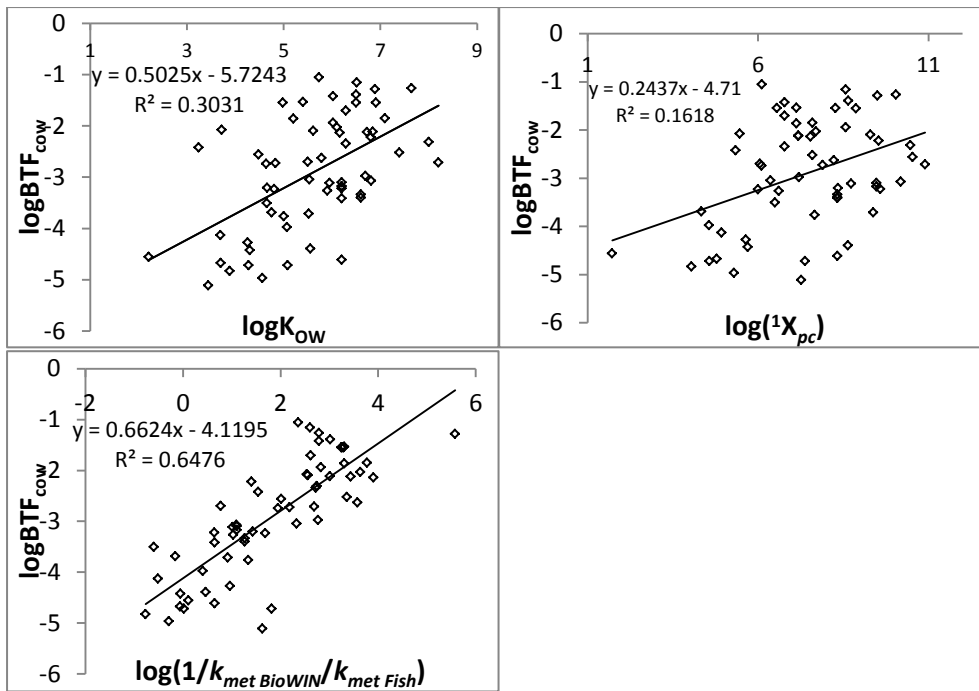 0
1 3 5 7 9
y = 0.5025x - 5.7243
R² = 0.3031
-1
-2
-3
-4
-5
-6
logBTFcow
logKOW
0
1 6 11
y = 0.2437x - 4.71
R² = 0.1618
-1
-2
-3
-4
-5
-6
logBTFcow
log(¹Xpc)
0
-2 0 2 4 6
y = 0.6624x - 4.1195
R² = 0.6476
-1
-2
-3
-4
-5
-6
logBTFcow
log(1/kmet BioWIN/kmet Fish)